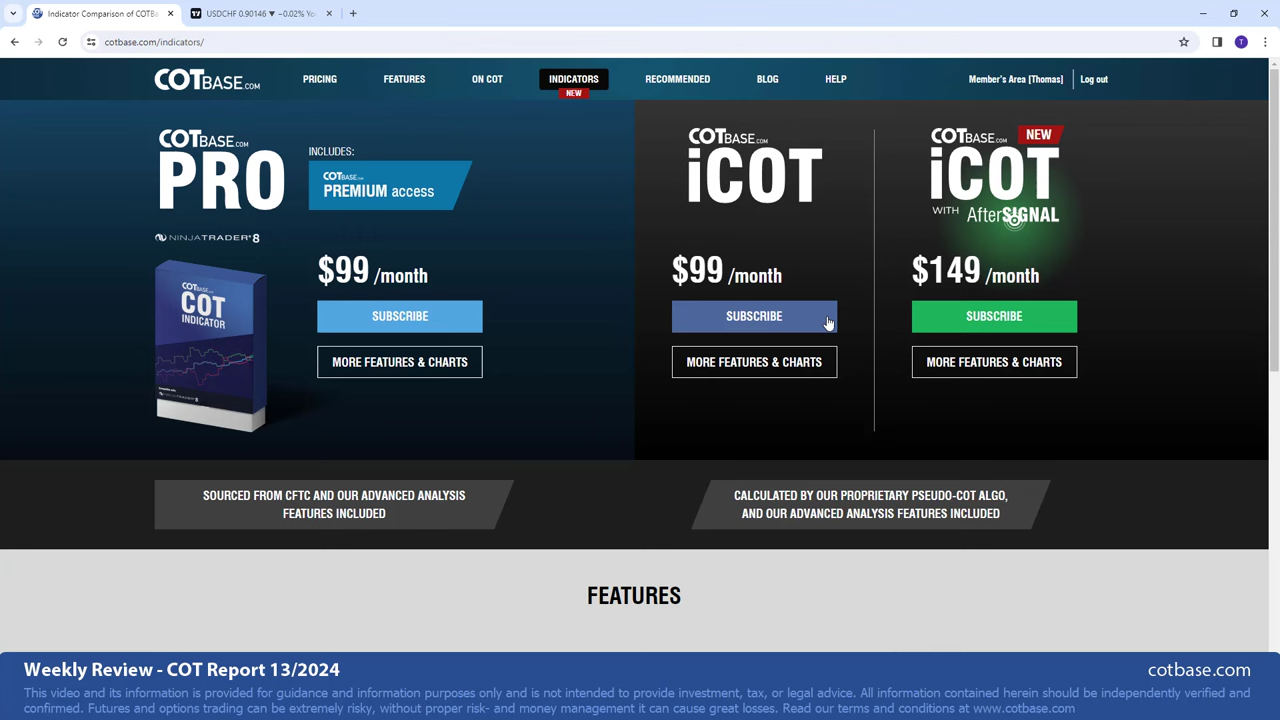 Indicator Comparison of COTBa
USDCHF 0.90146 ▼ −0.02% Yo
cotbase.com/indicators/
T
COTBASE.COM
PRICING
FEATURES
ON COT
INDICATORS
NEW
RECOMMENDED
BLOG
HELP
Member's Area [Thomas]
Log out
COTBASE.COM
PRO
INCLUDES:
COTBASE.COM
PREMIUM access
NINJATRADER 8
COTBASE.COM
COT
INDICATOR
NINJATRADER 8
$99 /month
SUBSCRIBE
MORE FEATURES & CHARTS
COTBASE.COM
iCOT
$99 /month
SUBSCRIBE
MORE FEATURES & CHARTS
COTBASE.COM
NEW
iCOT
WITH AfterSIGNAL
$149 /month
SUBSCRIBE
MORE FEATURES & CHARTS
SOURCED FROM CFTC AND OUR ADVANCED ANALYSIS
FEATURES INCLUDED
CALCULATED BY OUR PROPRIETARY PSEUDO-COT ALGO,
AND OUR ADVANCED ANALYSIS FEATURES INCLUDED
FEATURES
Weekly Review - COT Report 13/2024
cotbase.com
This video and its information is provided for guidance and information purposes only and is not intended to provide investment, tax, or legal advice. All information contained herein should be independently verified and
confirmed. Futures and options trading can be extremely risky, without proper risk- and money management it can cause great losses. Read our terms and conditions at www.cotbase.com